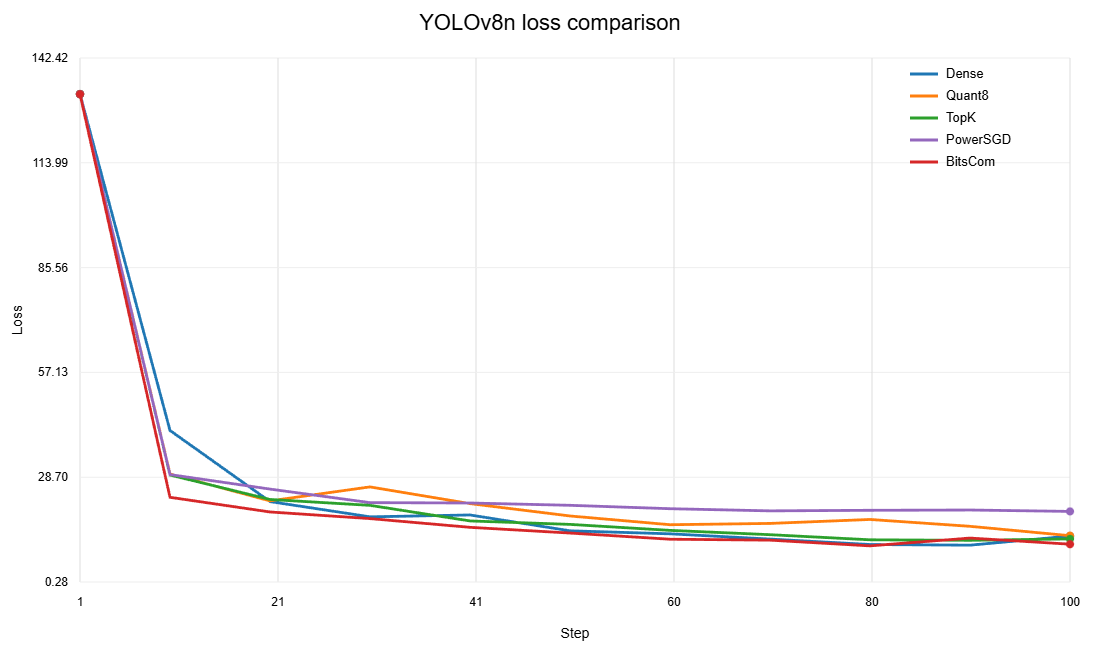 YOLOv8n loss comparison
142.42
113.99
85.56
57.13
28.70
0.28
Loss
1 21 41 60 80 100
Step
Dense
Quant8
TopK
PowerSGD
BitsCom